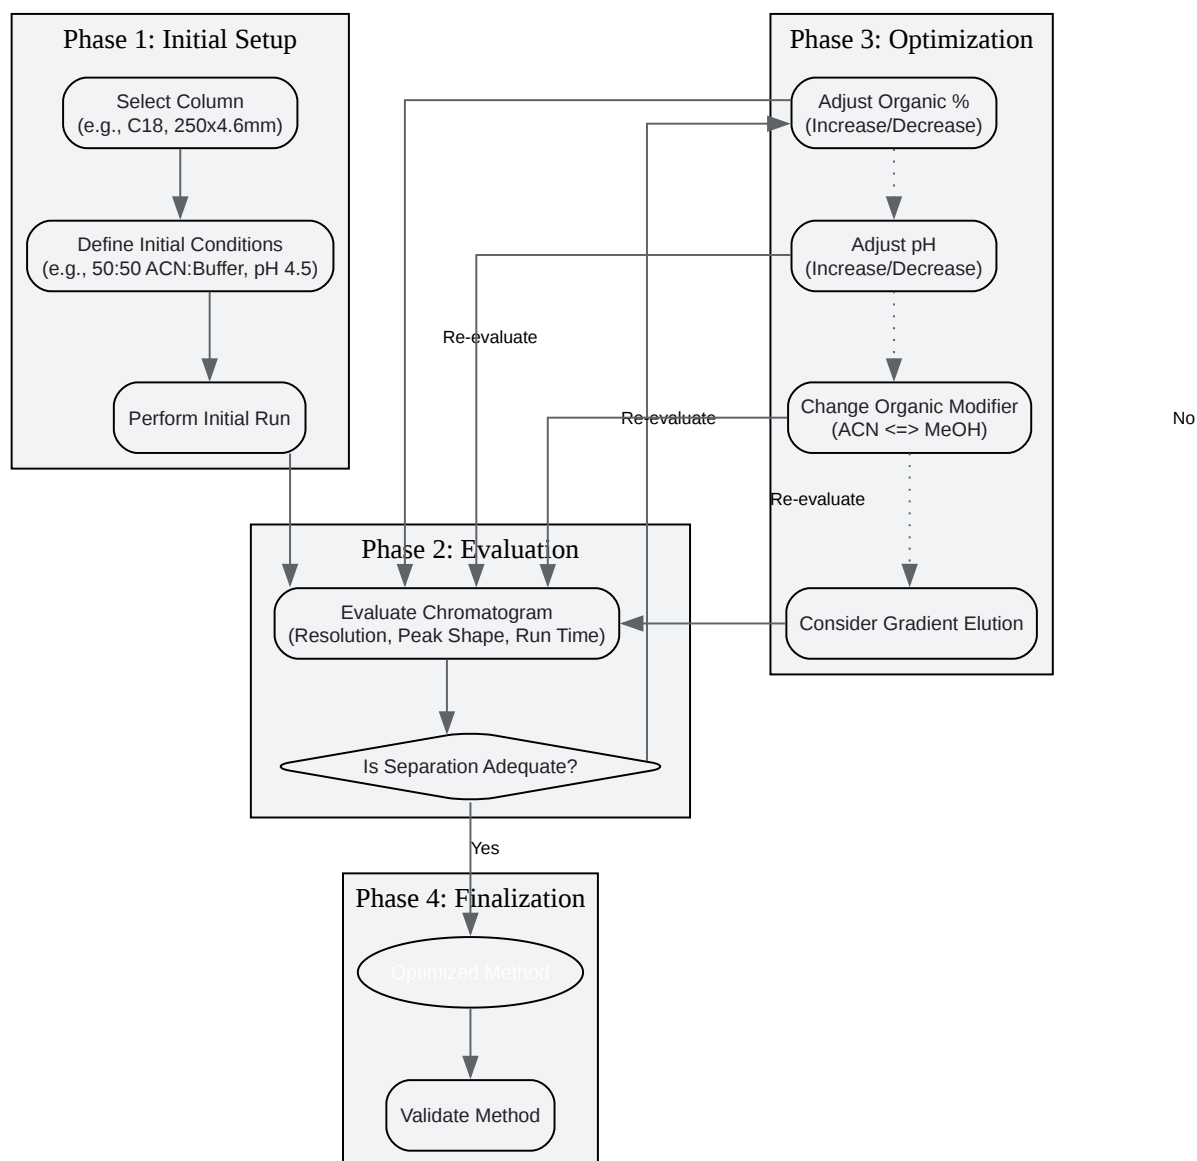 Phase 1: Initial Setup
Select Column
(e.g., C18, 250x4.6mm)
Define Initial Conditions
(e.g., 50:50 ACN:Buffer, pH 4.5)
Perform Initial Run
Phase 3: Optimization
Adjust Organic %
(Increase/Decrease)
Adjust pH
(Increase/Decrease)
Re-evaluate
Change Organic Modifier
(ACN <=> MeOH)
Re-evaluate
No
Re-evaluate
Consider Gradient Elution
Phase 2: Evaluation
Evaluate Chromatogram
(Resolution, Peak Shape, Run Time)
Is Separation Adequate?
Yes
Phase 4: Finalization
Optimized Method
Validate Method